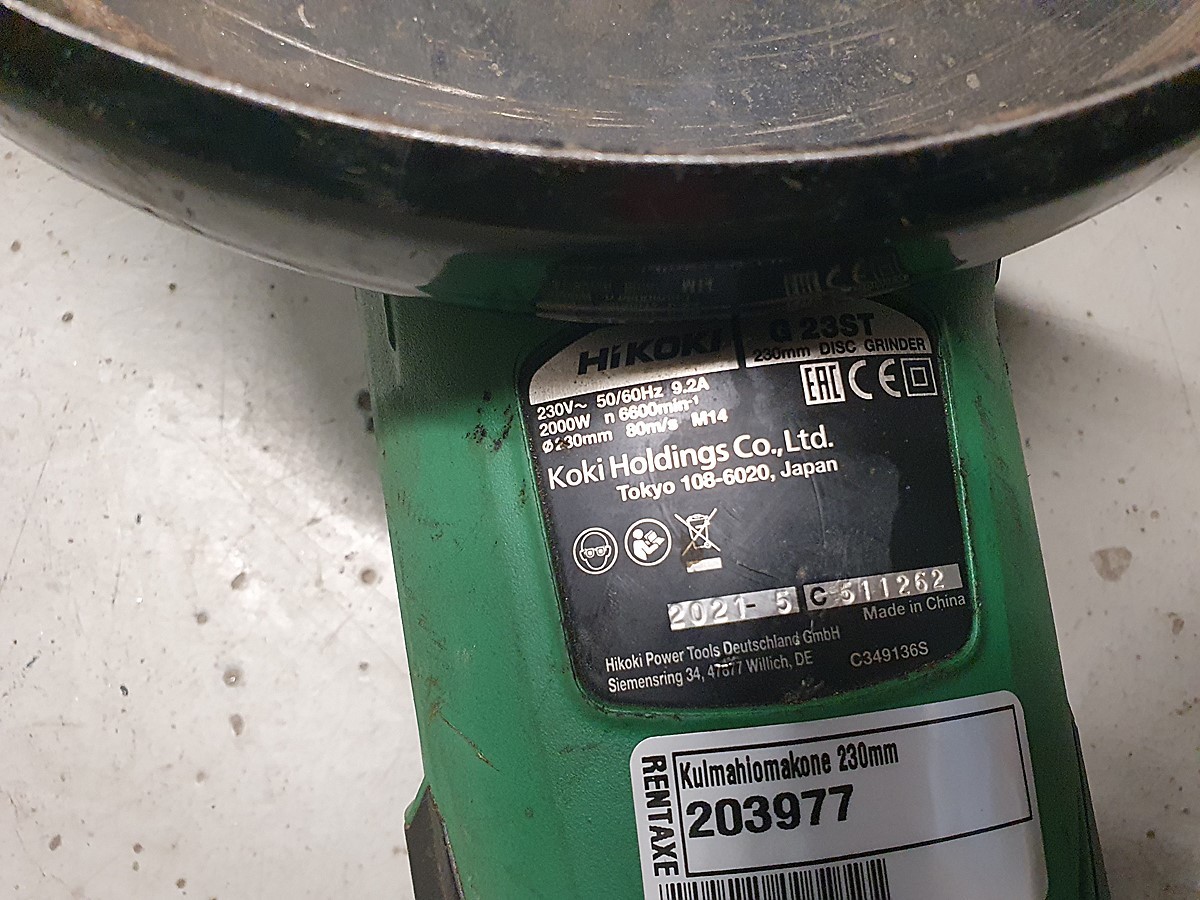 HiKOKI
G 23ST
230mm DISC GRINDER
230V~ 50/60Hz 9.2A
2000W n 6600min-¹
ø230mm 80m/s M14
EAC CE
Koki Holdings Co., Ltd.
Tokyo 108-6020, Japan
2021- 5 C 511262
Made in China
Hikoki Power Tools Deutschland GmbH
Siemensring 34, 47877 Willich, DE
C349136S
RENTAXE
Kulmahiomakone 230mm
203977